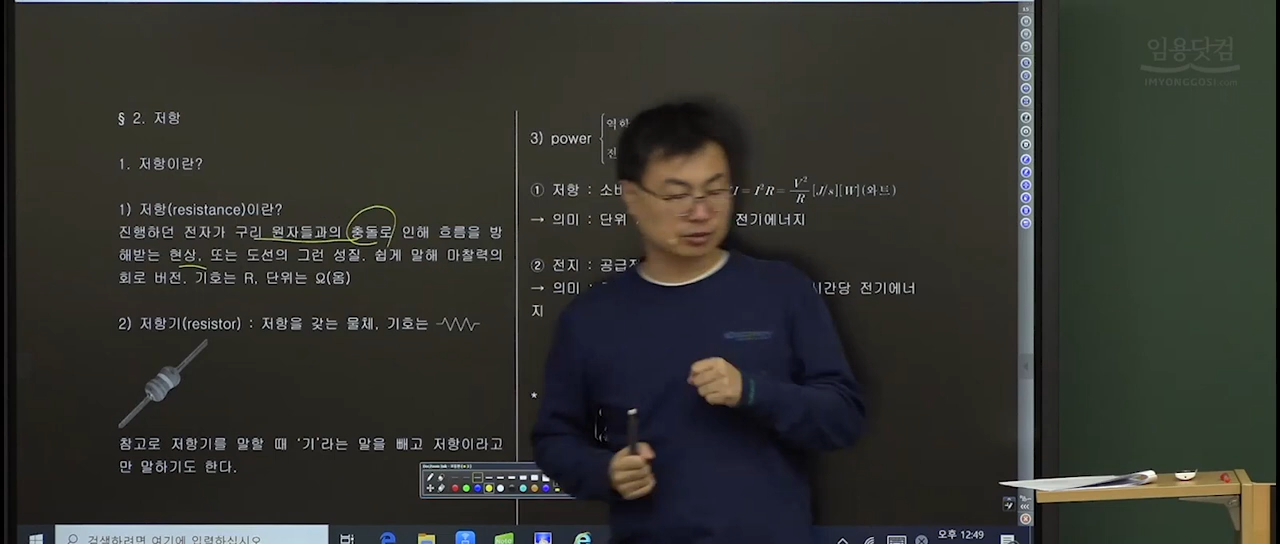 임용닷컴
IMYONGGOSI.com
§ 2. 저항
1. 저항이란?
1) 저항(resistance)이란?
진행하던 전자가 구리 원자들과의 충돌로 인해 흐름을 방
해받는 현상, 또는 도선의 그런 성질. 쉽게 말해 마찰력의
회로 버전. 기호는 R, 단위는 Ω(옴)
2) 저항기(resistor) : 저항을 갖는 물체, 기호는
참고로 저항기를 말할 때 '기'라는 말을 빼고 저항이라고
만 말하기도 한다.
3) power
① 저항 : 소비 = I²R = V²/R [J/s][W](와트)
→ 의미 : 단위 전기에너지
② 전지 : 공급
→ 의미 : 시간당 전기에너
지
*
검색하려면 여기에 입력하십시오
오후 12:49